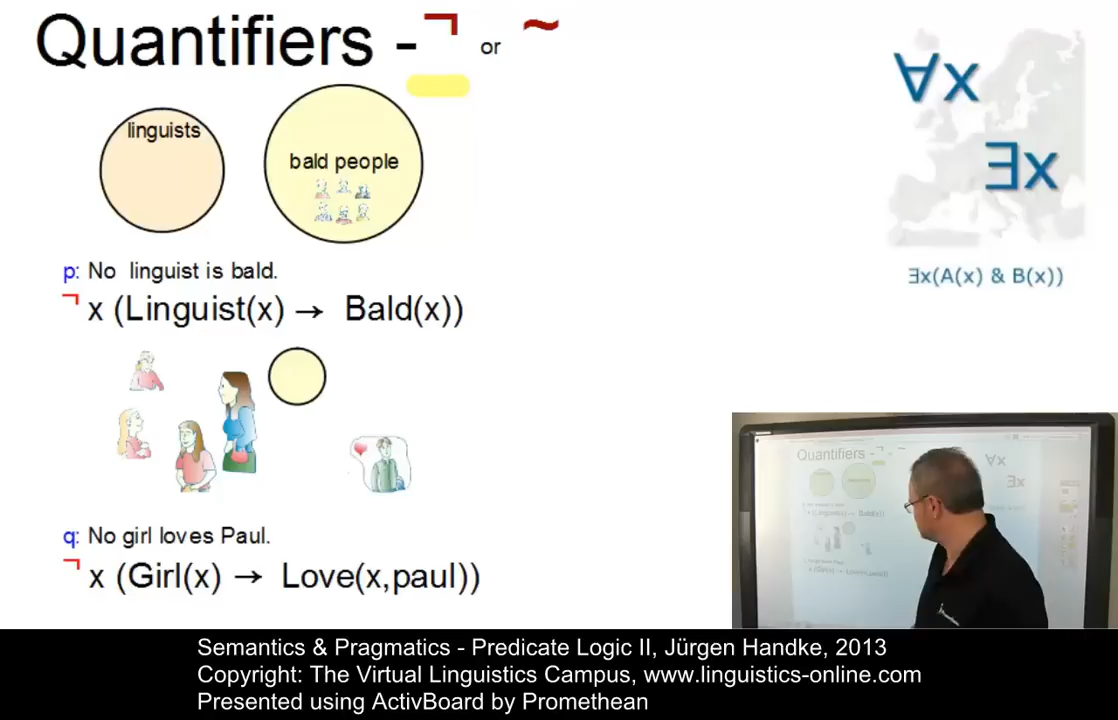 Quantifiers - ¬ or ~
∀x
∃x
∃x(A(x) & B(x))
linguists
bald people
p: No linguist is bald.
¬ x (Linguist(x) → Bald(x))
q: No girl loves Paul.
¬ x (Girl(x) → Love(x,paul))
Quantifiers - ¬
∀x
∃x
Semantics & Pragmatics - Predicate Logic II, Jürgen Handke, 2013
Copyright: The Virtual Linguistics Campus, www.linguistics-online.com
Presented using ActivBoard by Promethean